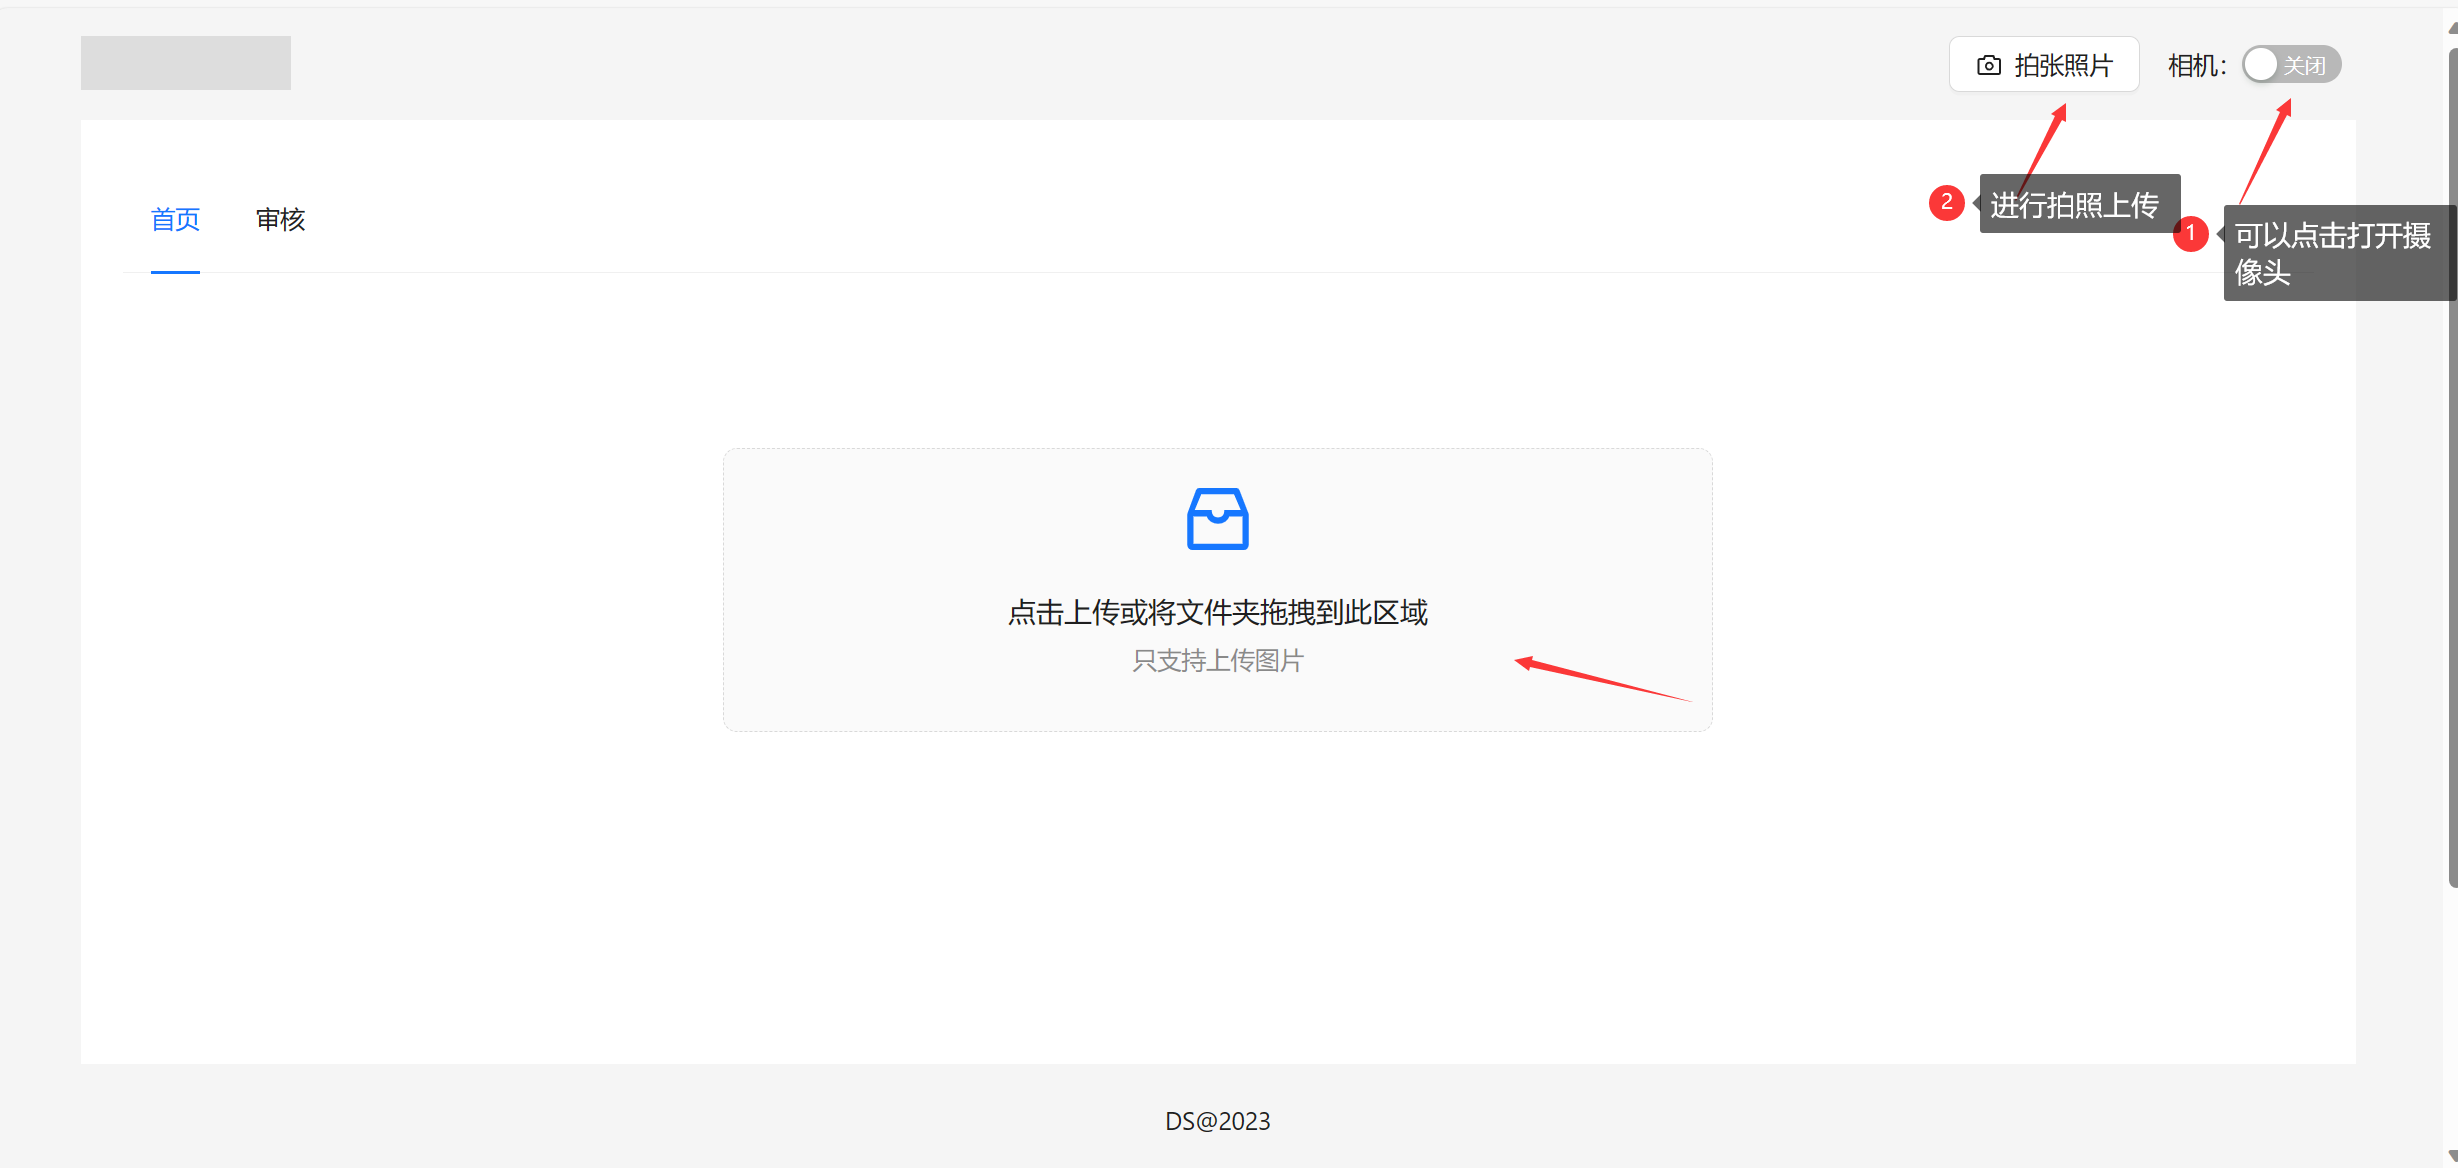 拍张照片
相机：
关闭
首页
审核
2
进行拍照上传
1
可以点击打开摄
像头
点击上传或将文件夹拖拽到此区域
只支持上传图片
DS@2023